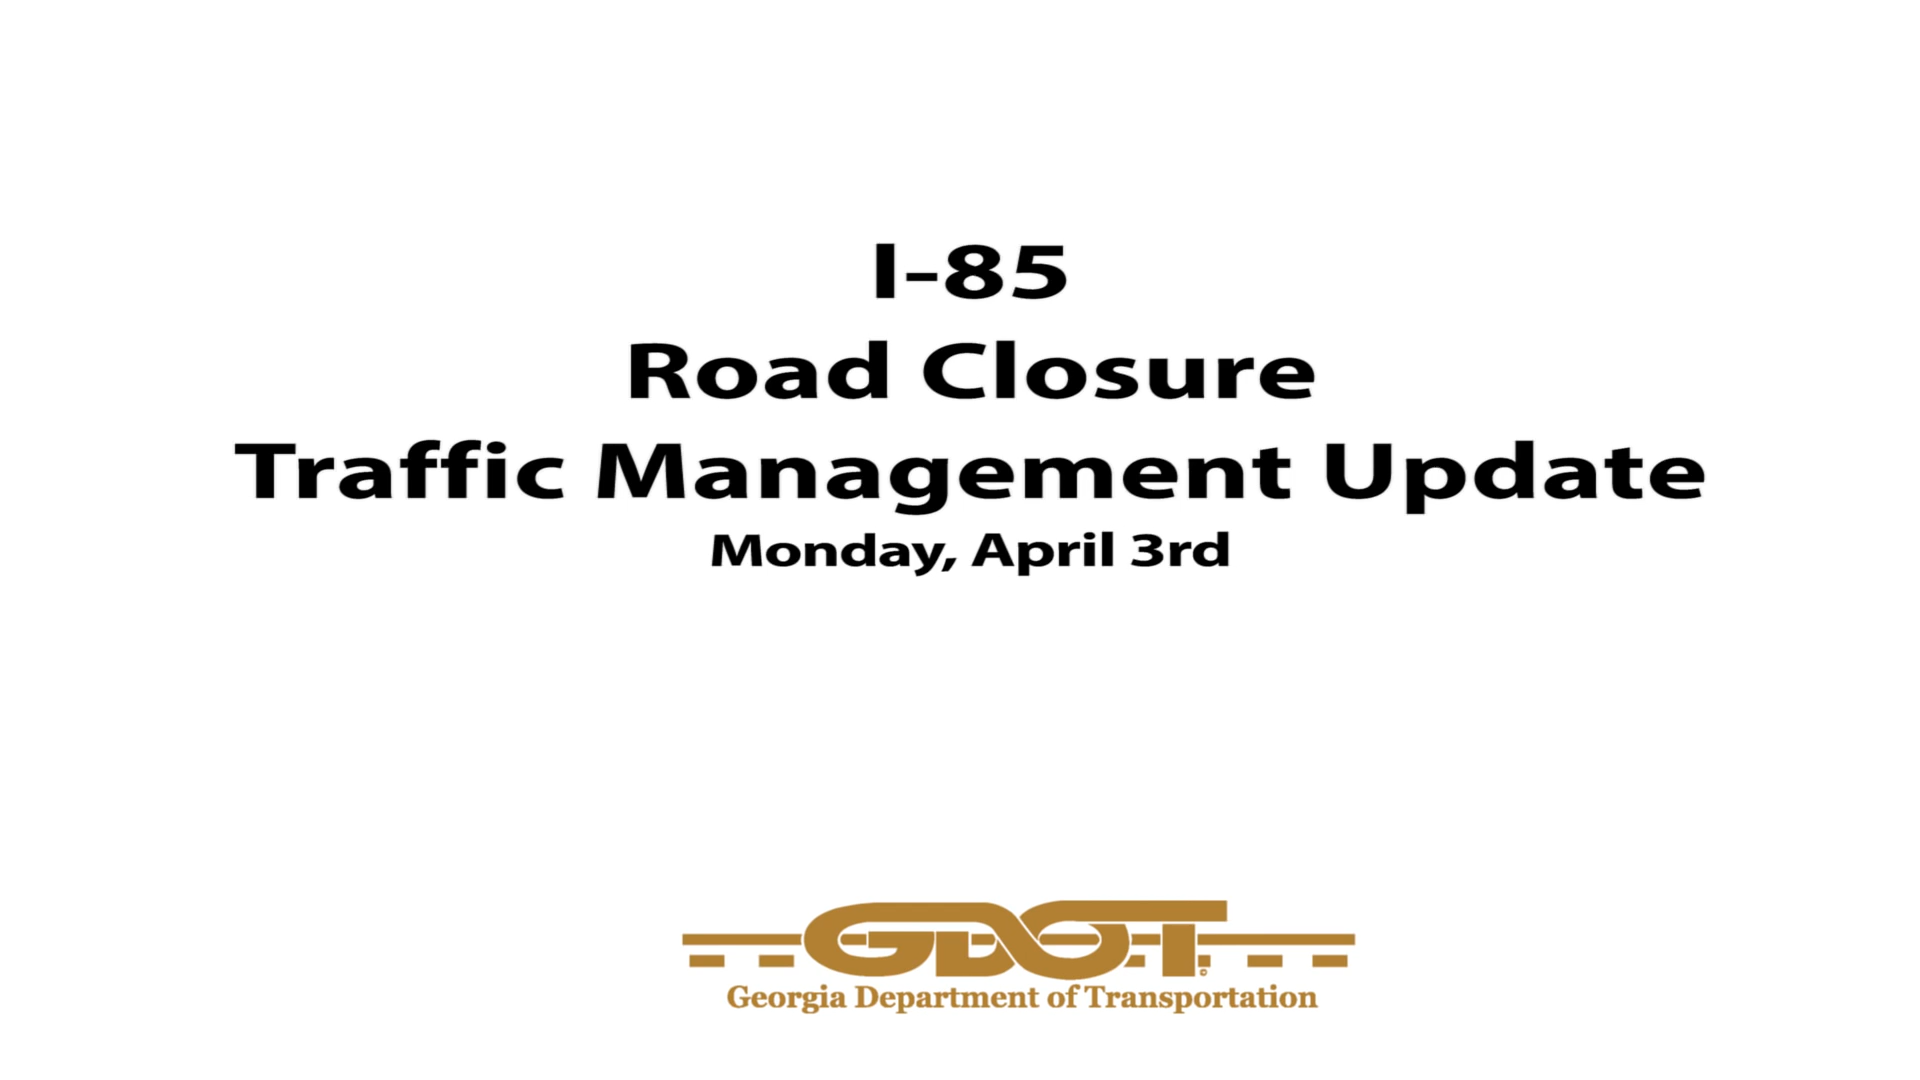 I-85
Road Closure
Traffic Management Update
Monday, April 3rd
GDOT
Georgia Department of Transportation